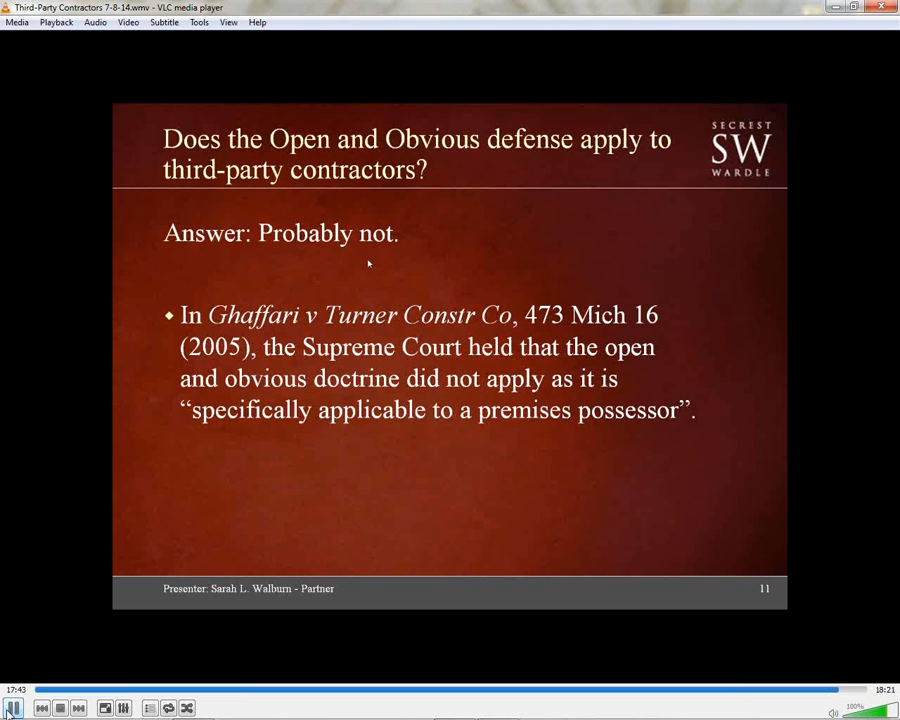 Third-Party Contractors 7-8-14.wmv - VLC media player
Media Playback Audio Video Subtitle Tools View Help
Does the Open and Obvious defense apply to
third-party contractors?
SECREST
SW
WARDLE
Answer: Probably not.
In Ghaffari v Turner Constr Co, 473 Mich 16
(2005), the Supreme Court held that the open
and obvious doctrine did not apply as it is
“specifically applicable to a premises possessor”.
Presenter: Sarah L. Walburn - Partner
11
17:43
18:21
100%